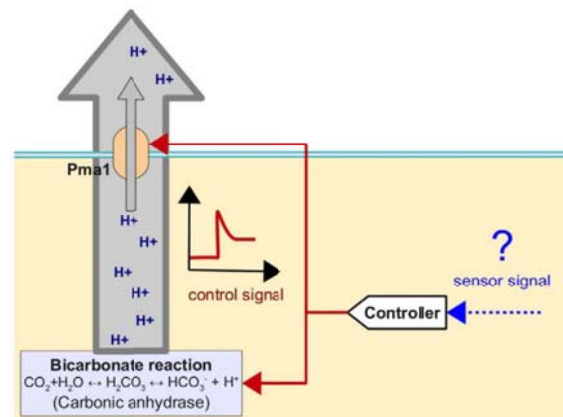 H+
H+
H+
Pma1
H+
H+
H+
H+
H+
H+
control signal
?
sensor signal
Controller
Bicarbonate reaction
CO₂+H₂O ↔ H₂CO₃ ↔ HCO₃⁻ + H⁺
(Carbonic anhydrase)